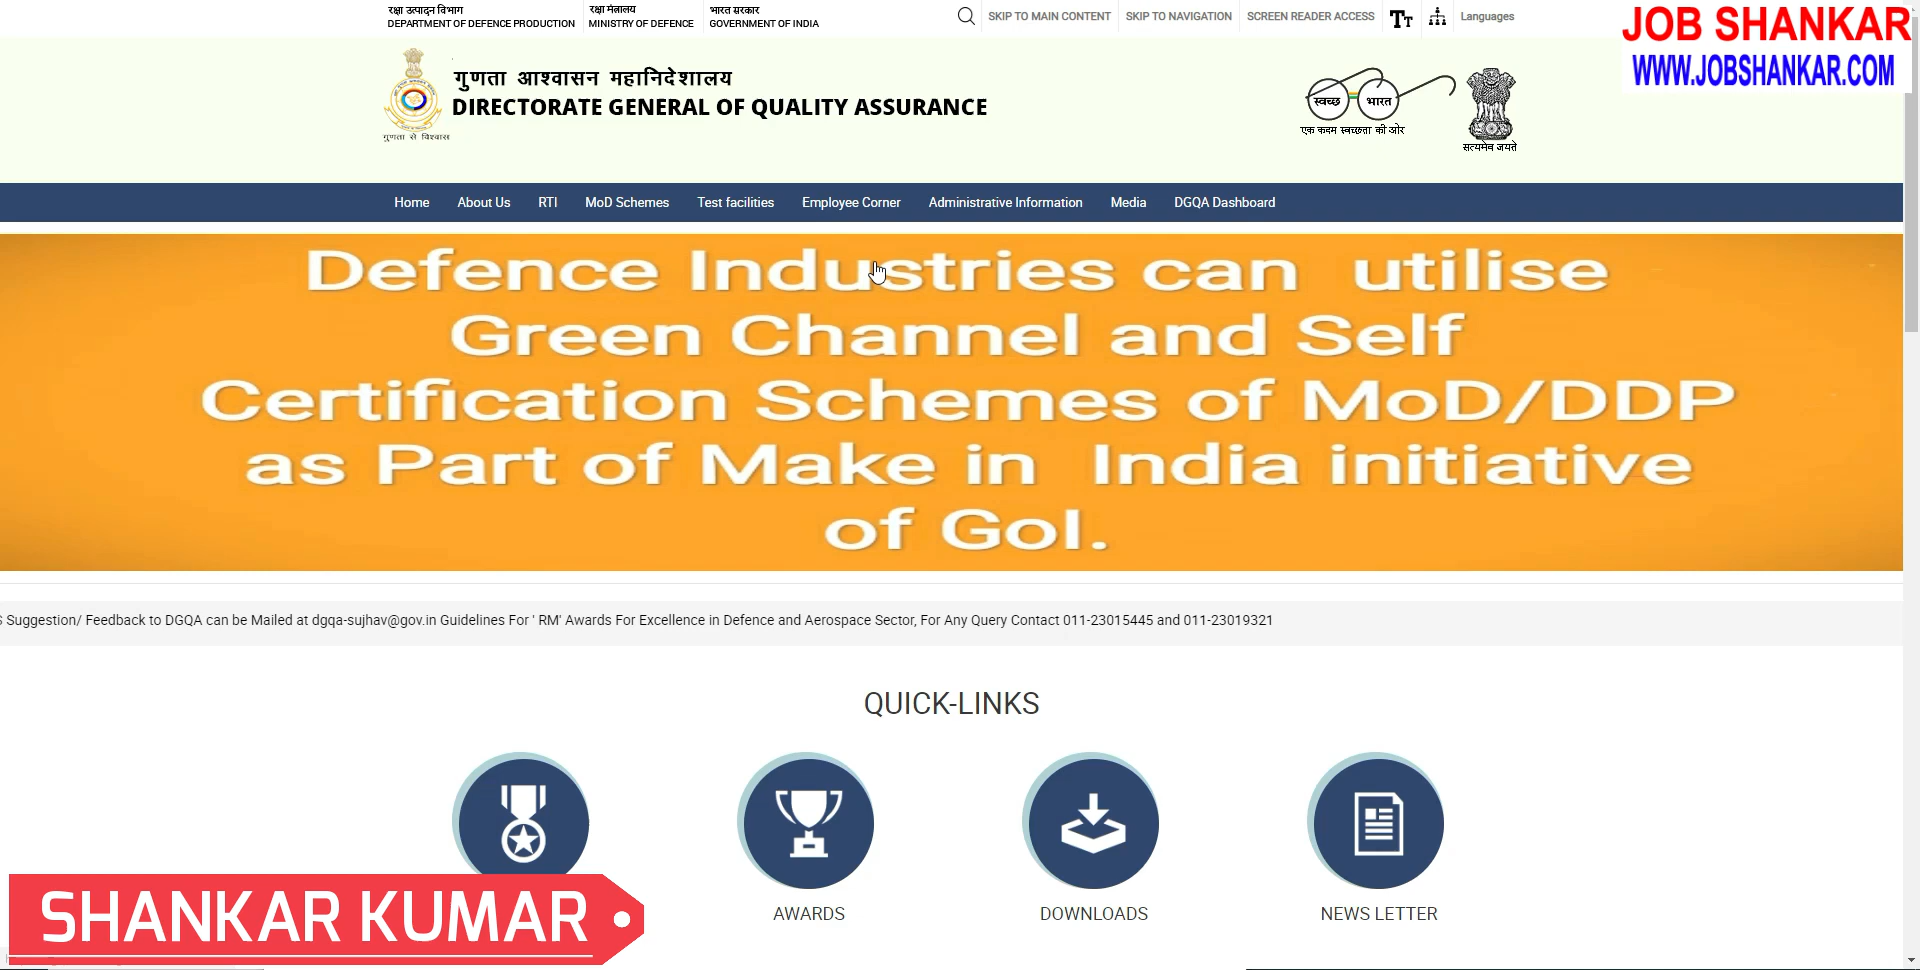 रक्षा उत्पादन विभाग
DEPARTMENT OF DEFENCE PRODUCTION
रक्षा मंत्रालय
MINISTRY OF DEFENCE
भारत सरकार
GOVERNMENT OF INDIA
SKIP TO MAIN CONTENT
SKIP TO NAVIGATION
SCREEN READER ACCESS
TT
Languages
JOB SHANKAR
WWW.JOBSHANKAR.COM
गुणता आश्वासन महानिदेशालय
DIRECTORATE GENERAL OF QUALITY ASSURANCE
गुणता से विश्वास
स्वच्छ भारत
एक कदम स्वच्छता की ओर
सत्यमेव जयते
Home About Us RTI MoD Schemes Test facilities Employee Corner Administrative Information Media DGQA Dashboard
Defence Industries can utilise
Green Channel and Self
Certification Schemes of MoD/DDP
as Part of Make in India initiative
of GoI.
Suggestion/ Feedback to DGQA can be Mailed at dgqa-sujhav@gov.in Guidelines For ' RM' Awards For Excellence in Defence and Aerospace Sector, For Any Query Contact 011-23015445 and 011-23019321
QUICK-LINKS
AWARDS
DOWNLOADS
NEWS LETTER
SHANKAR KUMAR